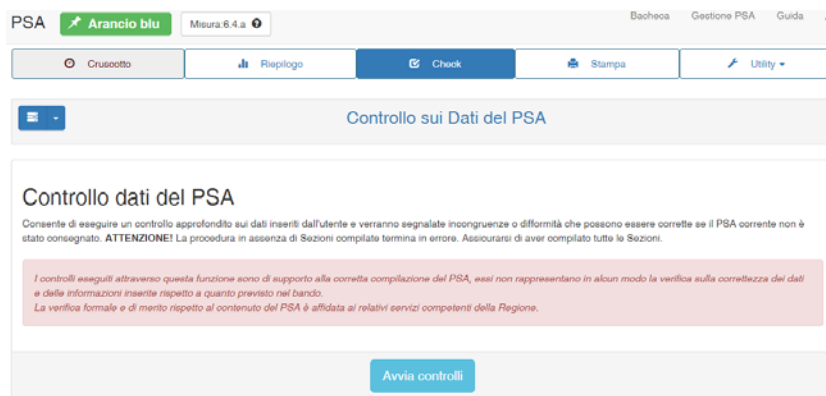 PSA Arancio blu Misura:6.4.a Bacheca Gestione PSA Guida
Cruscotto Riepilogo Check Stampa Utility
Controllo sui Dati del PSA
Controllo dati del PSA
Consente di eseguire un controllo approfondito sui dati inseriti dall'utente e verranno segnalate incongruenze o difformità che possono essere corrette se il PSA corrente non è
stato consegnato. ATTENZIONE! La procedura in assenza di Sezioni compilate termina in errore. Assicurarsi di aver compilato tutte le Sezioni.
I controlli eseguiti attraverso questa funzione sono di supporto alla corretta compilazione del PSA, essi non rappresentano in alcun modo la verifica sulla correttezza dei dati
e delle informazioni inserite rispetto a quanto previsto nel bando.
La verifica formale e di merito rispetto al contenuto del PSA è affidata ai relativi servizi competenti della Regione.
Avvia controlli